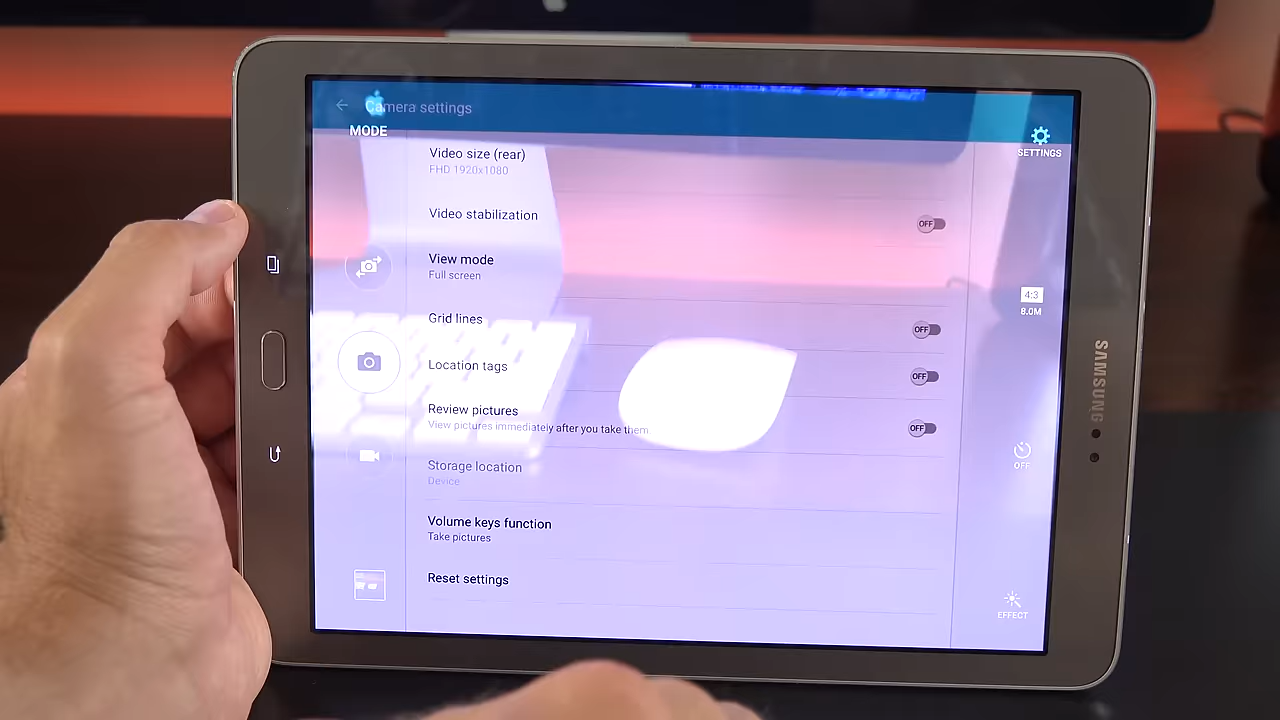 Camera settings
MODE
SETTINGS
Video size (rear)
FHD 1920x1080
Video stabilization
OFF
View mode
Full screen
4:3
8.0M
Grid lines
OFF
Location tags
OFF
Review pictures
View pictures immediately after you take them
OFF
Storage location
Device
OFF
Volume keys function
Take pictures
Reset settings
EFFECT
SAMSUNG